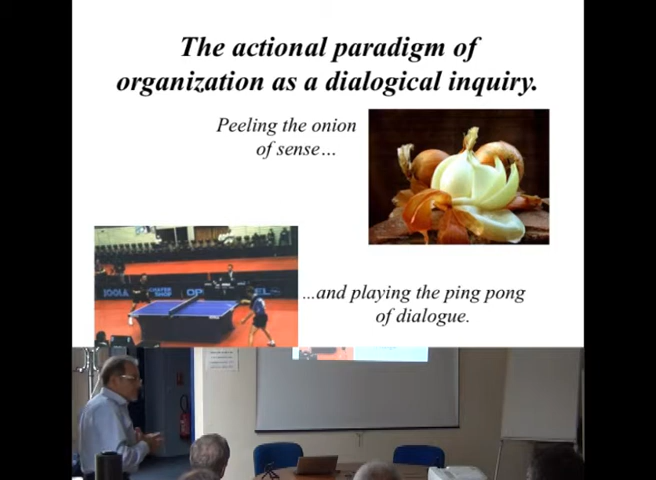 The actional paradigm of
organization as a dialogical inquiry.
Peeling the onion
of sense…
…and playing the ping pong
of dialogue.
JOOLA